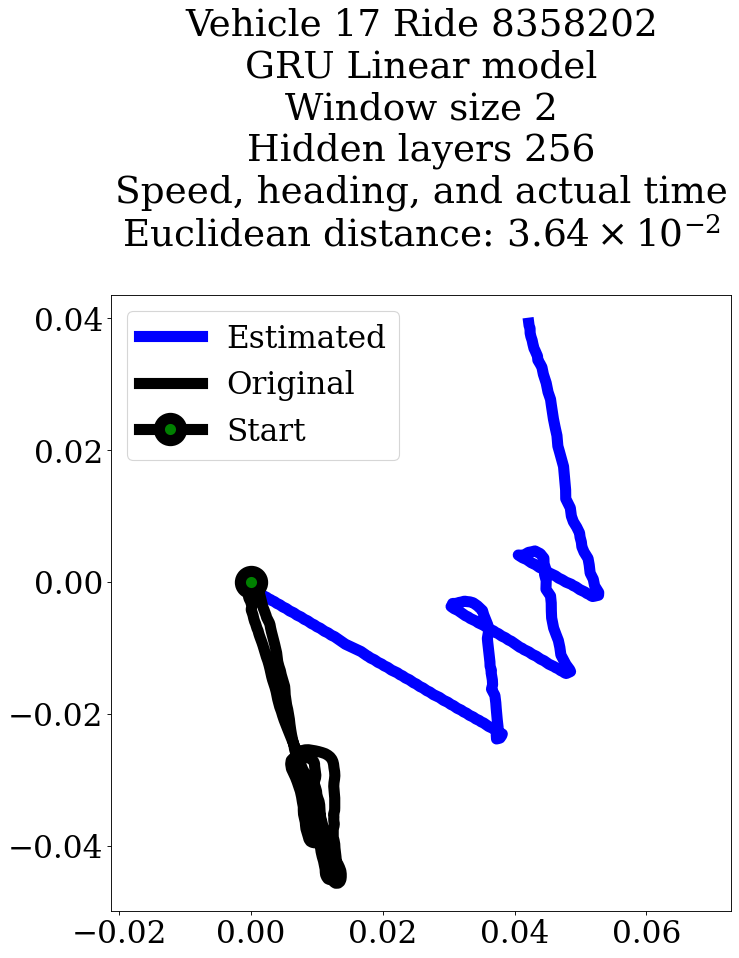 Vehicle 17 Ride 8358202
GRU Linear model
Window size 2
Hidden layers 256
Speed, heading, and actual time
Euclidean distance: 3.64 × 10⁻²
Estimated
Original
Start
0.04
0.02
0.00
−0.02
−0.04
−0.02 0.00 0.02 0.04 0.06